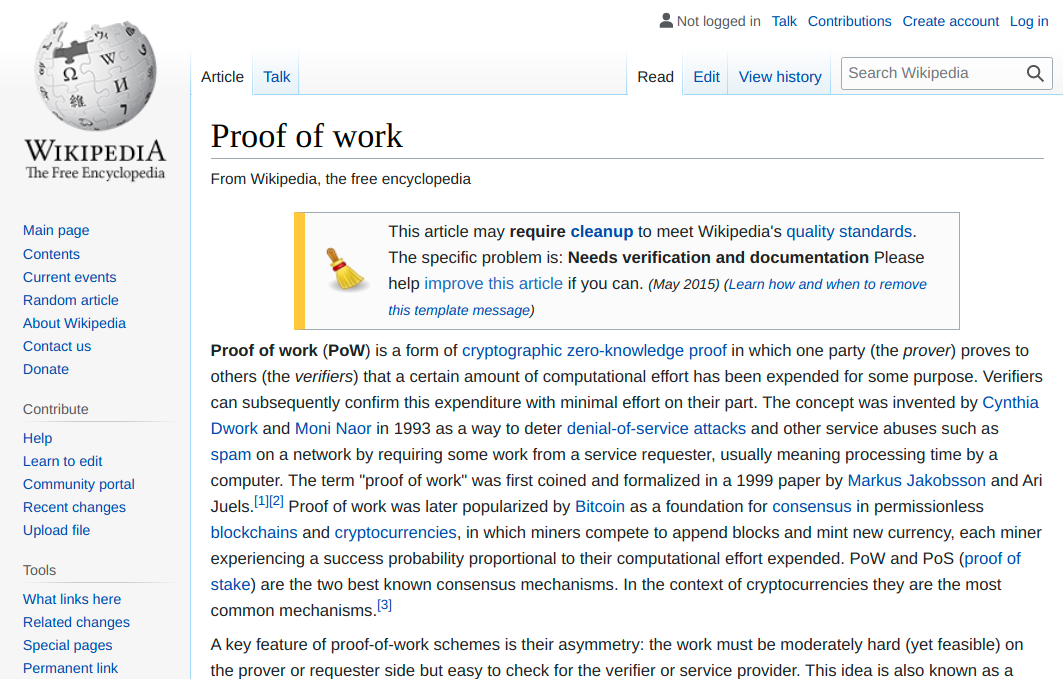 Not logged in Talk Contributions Create account Log in
Article Talk Read Edit View history Search Wikipedia
WIKIPEDIA
The Free Encyclopedia
Main page
Contents
Current events
Random article
About Wikipedia
Contact us
Donate
Contribute
Help
Learn to edit
Community portal
Recent changes
Upload file
Tools
What links here
Related changes
Special pages
Permanent link
Proof of work
From Wikipedia, the free encyclopedia
This article may require cleanup to meet Wikipedia's quality standards.
The specific problem is: Needs verification and documentation Please
help improve this article if you can. (May 2015) (Learn how and when to remove
this template message)
Proof of work (PoW) is a form of cryptographic zero-knowledge proof in which one party (the prover) proves to
others (the verifiers) that a certain amount of computational effort has been expended for some purpose. Verifiers
can subsequently confirm this expenditure with minimal effort on their part. The concept was invented by Cynthia
Dwork and Moni Naor in 1993 as a way to deter denial-of-service attacks and other service abuses such as
spam on a network by requiring some work from a service requester, usually meaning processing time by a
computer. The term "proof of work" was first coined and formalized in a 1999 paper by Markus Jakobsson and Ari
Juels.[1][2] Proof of work was later popularized by Bitcoin as a foundation for consensus in permissionless
blockchains and cryptocurrencies, in which miners compete to append blocks and mint new currency, each miner
experiencing a success probability proportional to their computational effort expended. PoW and PoS (proof of
stake) are the two best known consensus mechanisms. In the context of cryptocurrencies they are the most
common mechanisms.[3]
A key feature of proof-of-work schemes is their asymmetry: the work must be moderately hard (yet feasible) on
the prover or requester side but easy to check for the verifier or service provider. This idea is also known as a